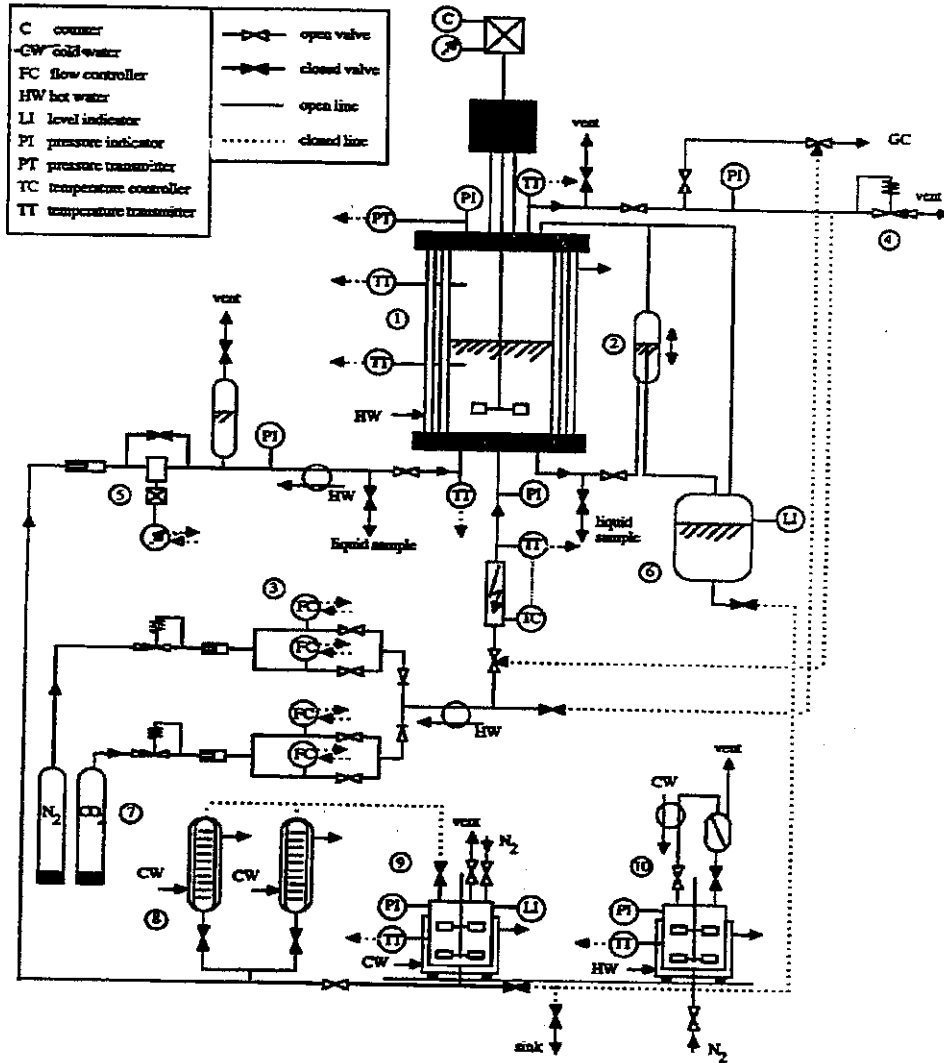 C counter
CW cold water
FC flow controller
HW hot water
LI level indicator
PI pressure indicator
PT pressure transmitter
TC temperature controller
TT temperature transmitter
open valve
closed valve
open line
closed line
C
vent
GC
TT
PI
PI
vent
PT
4
TT
vent
1
2
TT
HW
PI
5
HW
TT
PI
LI
liquid sample
liquid sample
TT
6
3
FC
TC
FC
FC
HW
FC
vent
N2
CO2
7
CW
vent
N2
9
10
CW
CW
PI
LI
PI
8
TT
TT
CW
HW
sink
N2